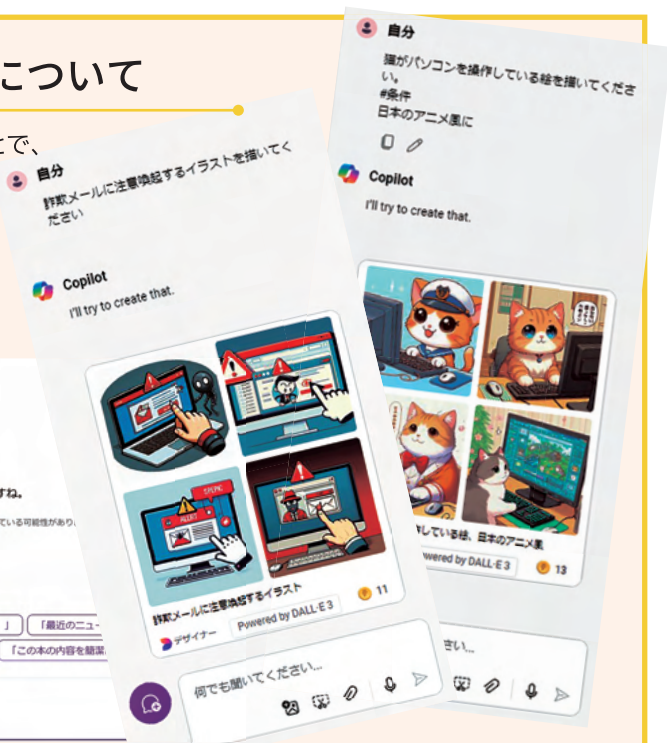 について
とで、
自分
詐欺メールに注意喚起するイラストを描いてく
ださい
Copilot
I'll try to create that.
ALERT
詐欺メールに注意喚起するイラスト
デザイナー
Powered by DALL·E 3
11
何でも聞いてください...
自分
猫がパソコンを操作している絵を描いてくださ
い。
#条件
日本のアニメ風に
Copilot
I'll try to create that.
作している絵、日本のアニメ風
wered by DALL·E 3
13
さい...
すね。
ている可能性があり
」
「最近のニュー
「この本の内容を簡潔